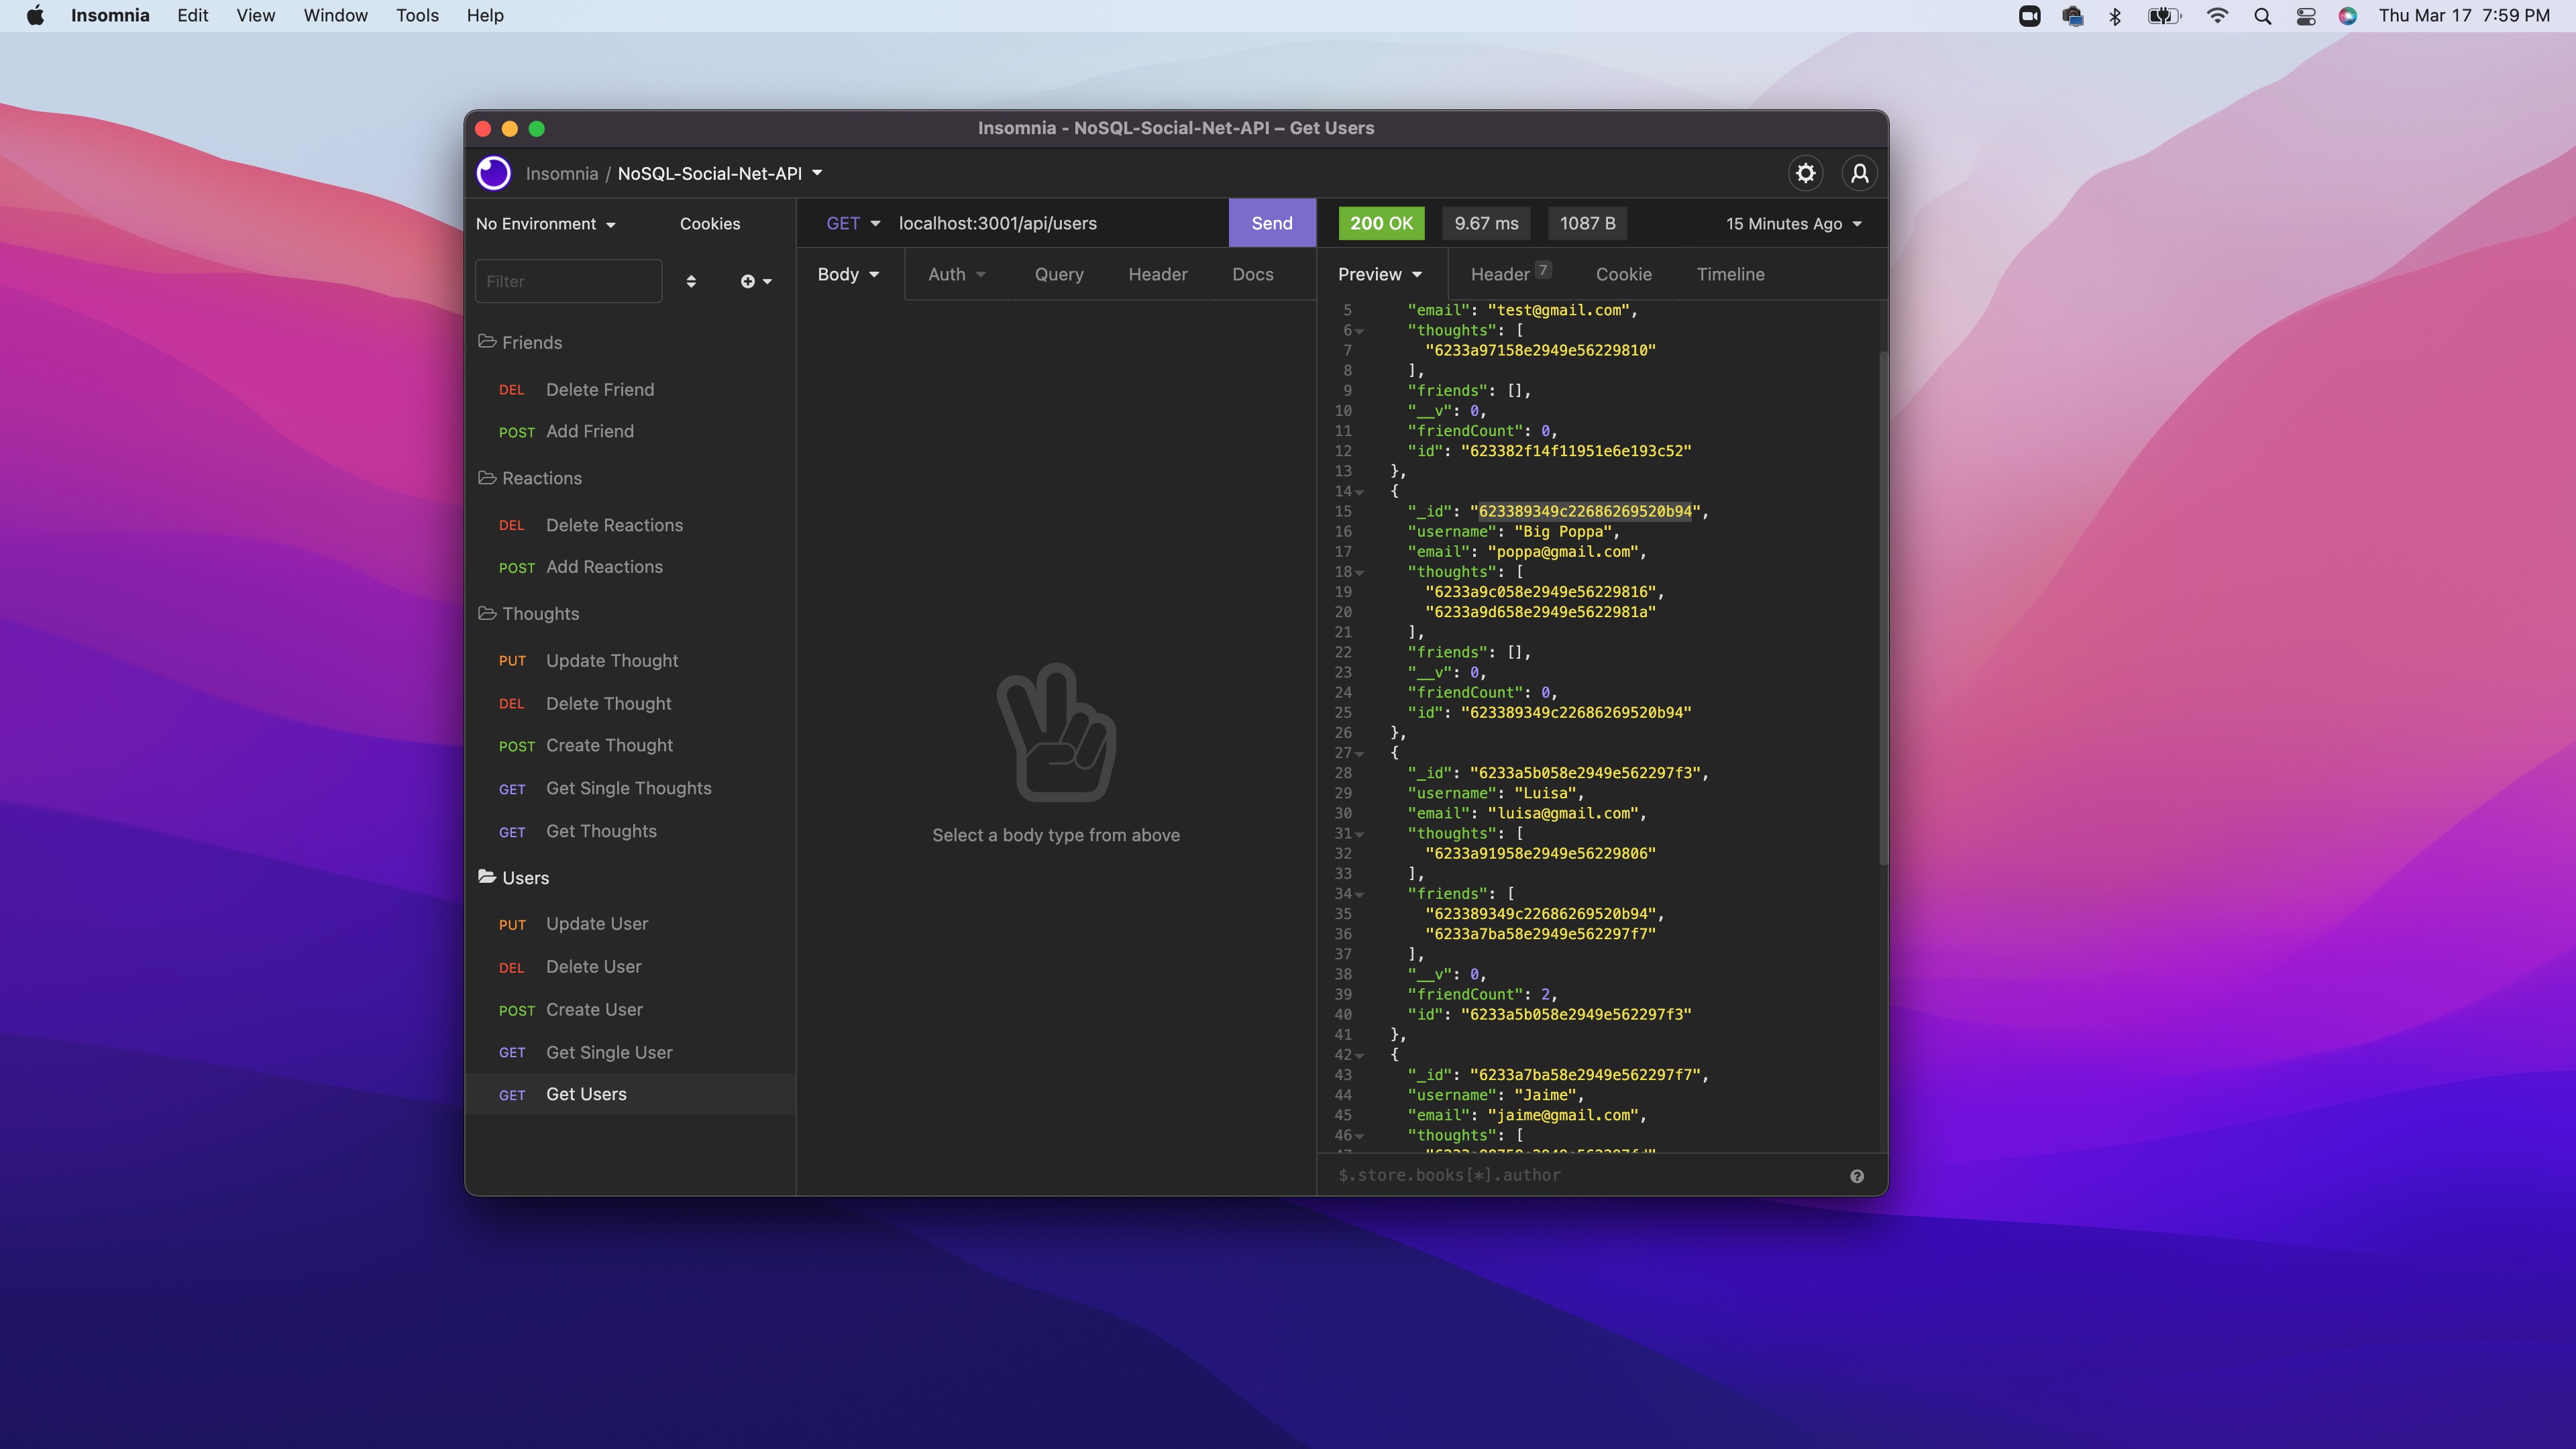 Insomnia Edit View Window Tools Help
Thu Mar 17 7:59 PM
Insomnia - NoSQL-Social-Net-API – Get Users
Insomnia / NoSQL-Social-Net-API
No Environment Cookies
Filter
Friends
DEL Delete Friend
POST Add Friend
Reactions
DEL Delete Reactions
POST Add Reactions
Thoughts
PUT Update Thought
DEL Delete Thought
POST Create Thought
GET Get Single Thoughts
GET Get Thoughts
Users
PUT Update User
DEL Delete User
POST Create User
GET Get Single User
GET Get Users
GET localhost:3001/api/users Send
Body Auth Query Header Docs
Select a body type from above
200 OK 9.67 ms 1087 B 15 Minutes Ago
Preview Header 7 Cookie Timeline
5 "email": "test@gmail.com",
6 "thoughts": [
7 "6233a97158e2949e56229810"
8 ],
9 "friends": [],
10 "__v": 0,
11 "friendCount": 0,
12 "id": "623382f14f11951e6e193c52"
13 },
14 {
15 "_id": "623389349c22686269520b94",
16 "username": "Big Poppa",
17 "email": "poppa@gmail.com",
18 "thoughts": [
19 "6233a9c058e2949e56229816",
20 "6233a9d658e2949e5622981a"
21 ],
22 "friends": [],
23 "__v": 0,
24 "friendCount": 0,
25 "id": "623389349c22686269520b94"
26 },
27 {
28 "_id": "6233a5b058e2949e562297f3",
29 "username": "Luisa",
30 "email": "luisa@gmail.com",
31 "thoughts": [
32 "6233a91958e2949e56229806"
33 ],
34 "friends": [
35 "623389349c22686269520b94",
36 "6233a7ba58e2949e562297f7"
37 ],
38 "__v": 0,
39 "friendCount": 2,
40 "id": "6233a5b058e2949e562297f3"
41 },
42 {
43 "_id": "6233a7ba58e2949e562297f7",
44 "username": "Jaime",
45 "email": "jaime@gmail.com",
46 "thoughts": [
$.store.books[*].author